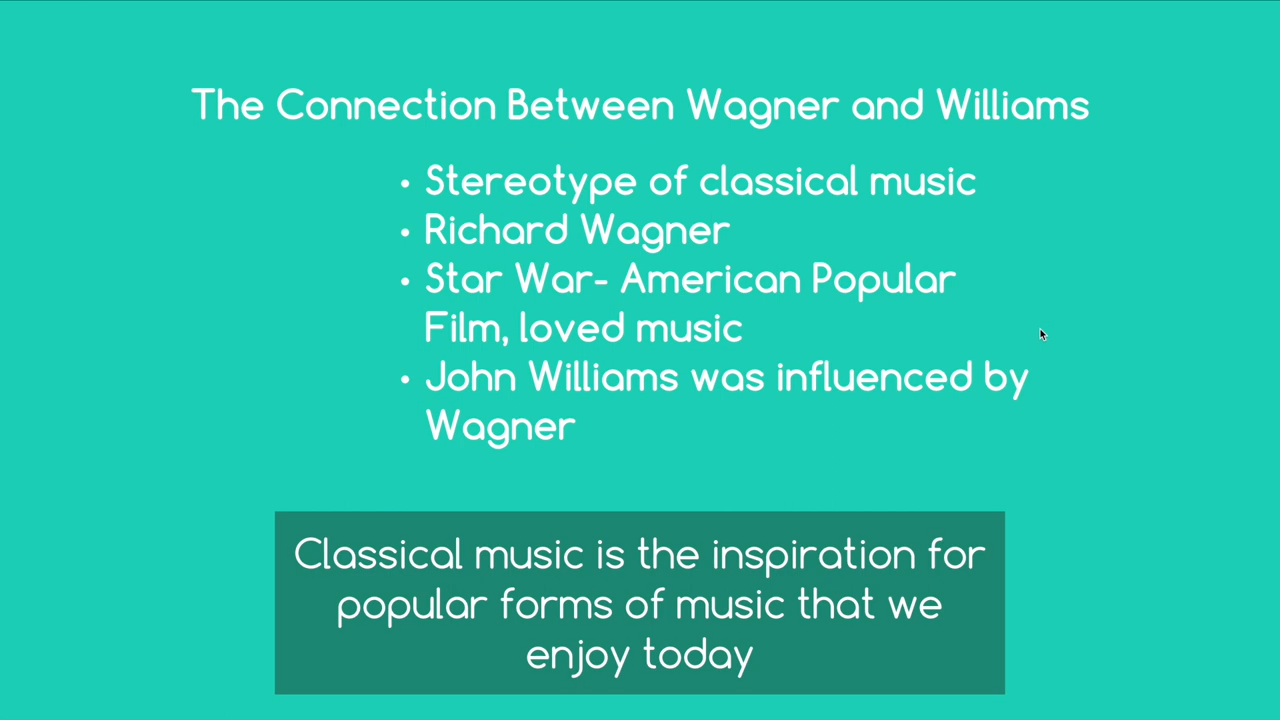 The Connection Between Wagner and Williams
• Stereotype of classical music
• Richard Wagner
• Star War- American Popular
Film, loved music
• John Williams was influenced by
Wagner
Classical music is the inspiration for
popular forms of music that we
enjoy today